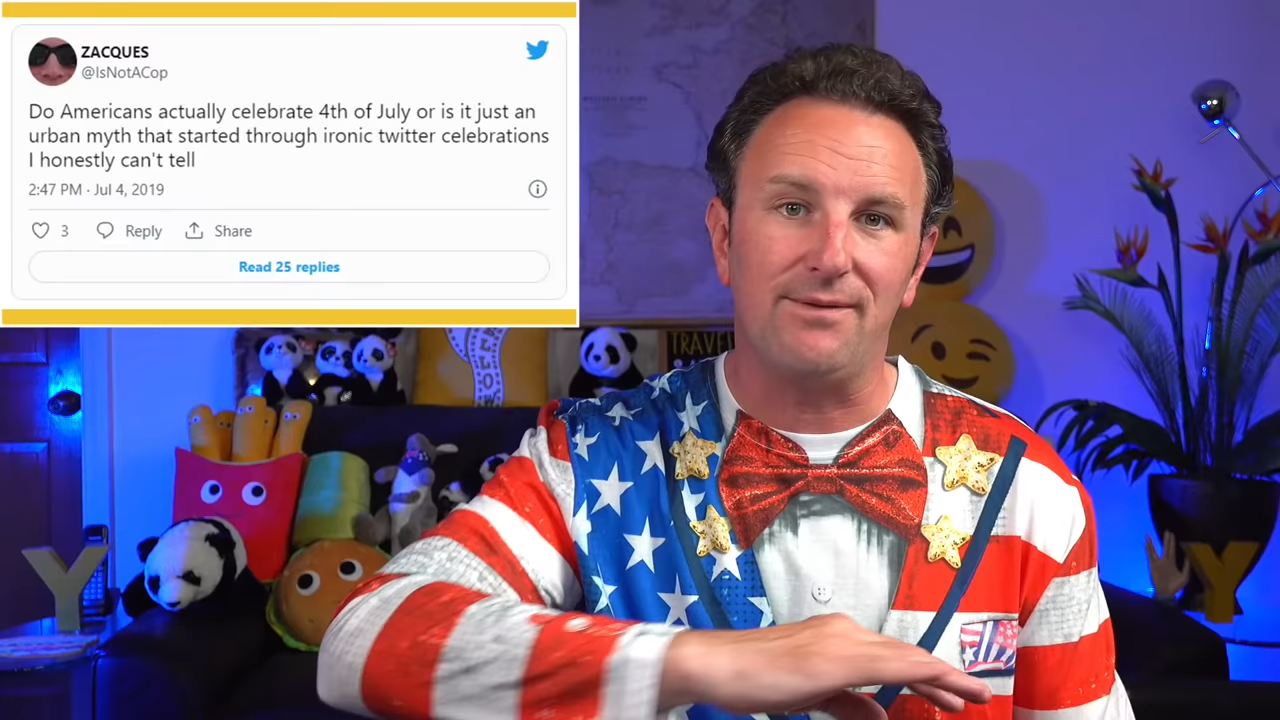 ZACQUES
@IsNotACop
Do Americans actually celebrate 4th of July or is it just an
urban myth that started through ironic twitter celebrations
I honestly can't tell
2:47 PM · Jul 4, 2019
3 Reply Share
Read 25 replies
TRAVEL
Y
Y